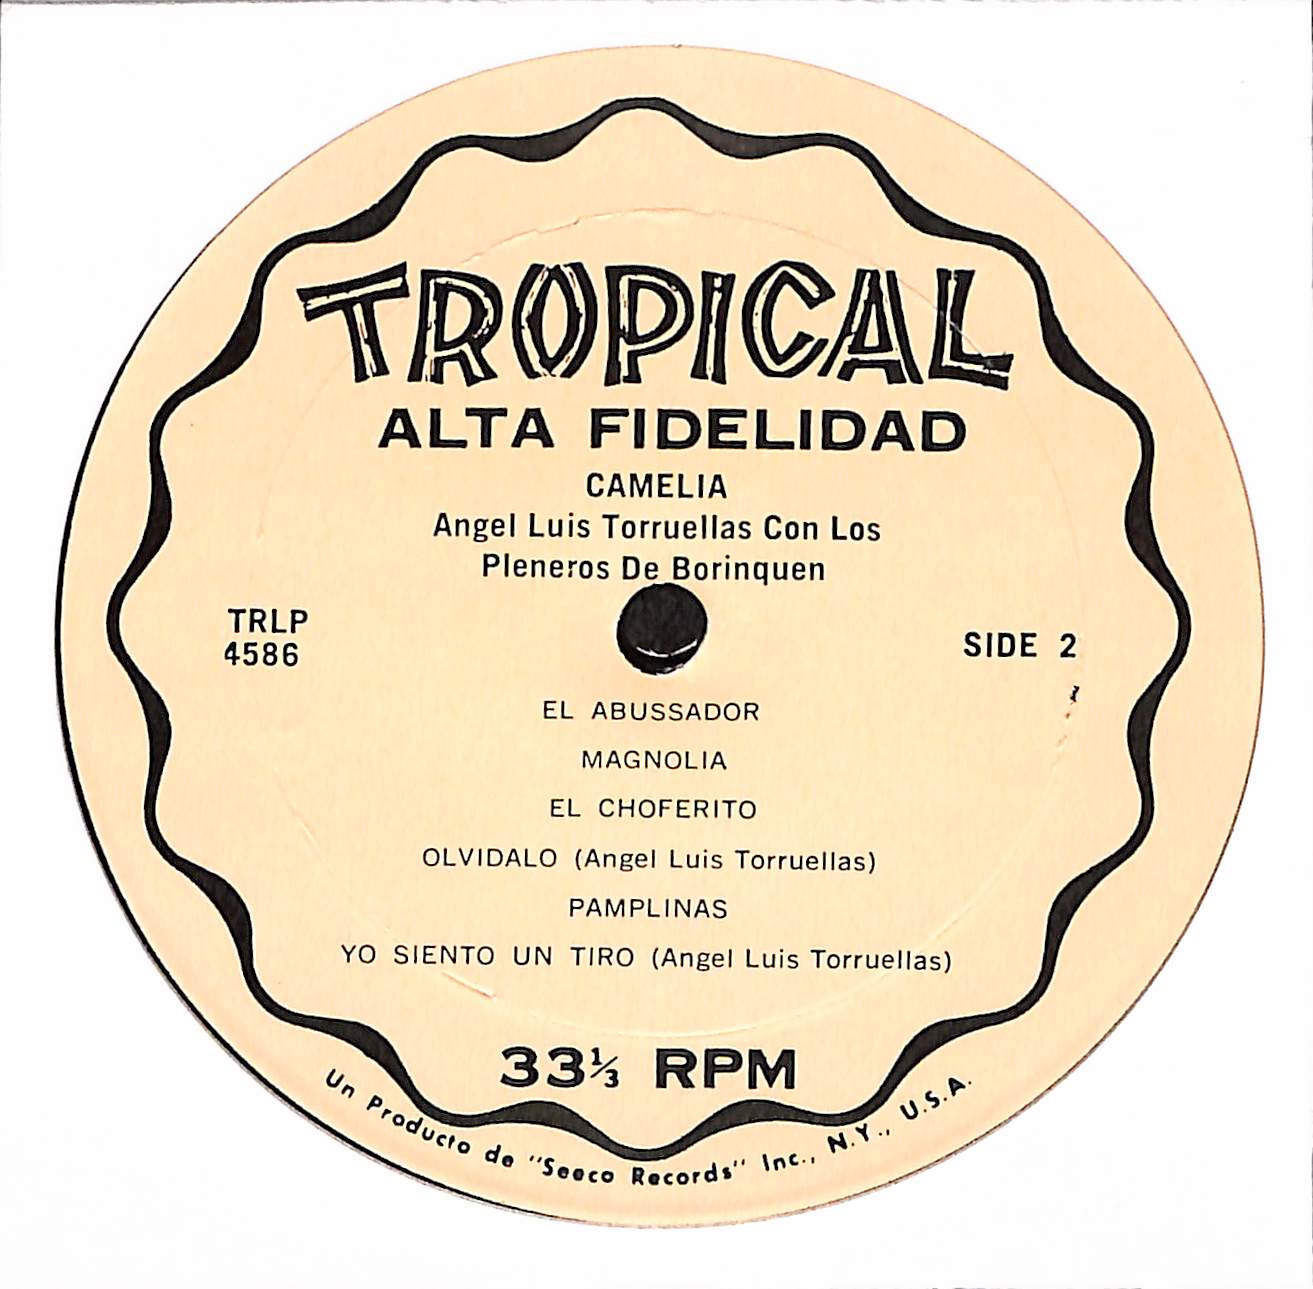 TROPICAL
ALTA FIDELIDAD
CAMELIA
Angel Luis Torruellas Con Los
Pleneros De Borinquen
TRLP
4586
SIDE 2
EL ABUSSADOR
MAGNOLIA
EL CHOFERITO
OLVIDALO (Angel Luis Torruellas)
PAMPLINAS
YO SIENTO UN TIRO (Angel Luis Torruellas)
33⅓ RPM
Un Producto de "Seeco Records" Inc., N.Y., U.S.A.